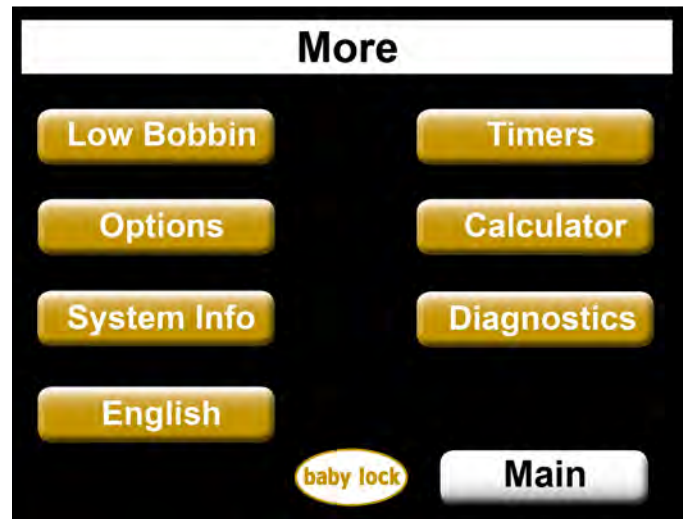 More
Low Bobbin
Timers
Options
Calculator
System Info
Diagnostics
English
baby lock
Main